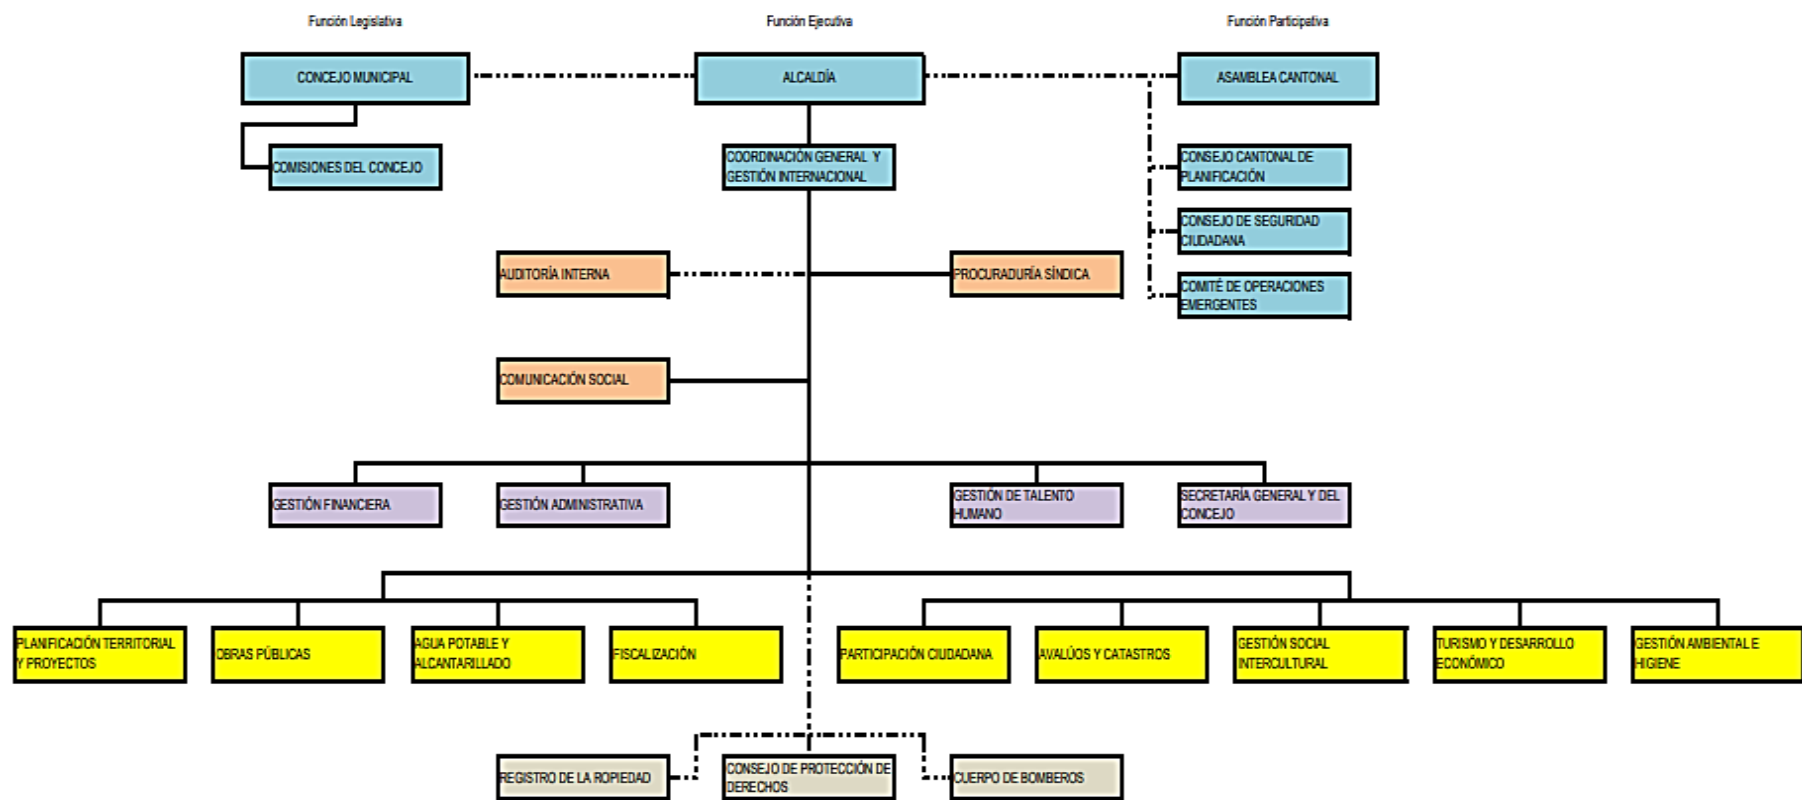 Función Legislativa
Función Ejecutiva
Función Participativa
CONCEJO MUNICIPAL
ALCALDÍA
ASAMBLEA CANTONAL
COMISIONES DEL CONCEJO
COORDINACIÓN GENERAL Y
GESTIÓN INTERNACIONAL
CONSEJO CANTONAL DE
PLANIFICACIÓN
CONSEJO DE SEGURIDAD
CIUDADANA
AUDITORÍA INTERNA
PROCURADURÍA SÍNDICA
COMITÉ DE OPERACIONES
EMERGENTES
COMUNICACIÓN SOCIAL
GESTIÓN FINANCIERA
GESTIÓN ADMINISTRATIVA
GESTIÓN DE TALENTO
HUMANO
SECRETARÍA GENERAL Y DEL
CONCEJO
PLANIFICACIÓN TERRITORIAL
Y PROYECTOS
OBRAS PÚBLICAS
AGUA POTABLE Y
ALCANTARILLADO
FISCALIZACIÓN
PARTICIPACIÓN CIUDADANA
AVALÚOS Y CATASTROS
GESTIÓN SOCIAL
INTERCULTURAL
TURISMO Y DESARROLLO
ECONÓMICO
GESTIÓN AMBIENTAL E
HIGIENE
REGISTRO DE LA ROPIEDAD
CONSEJO DE PROTECCIÓN DE
DERECHOS
CUERPO DE BOMBEROS